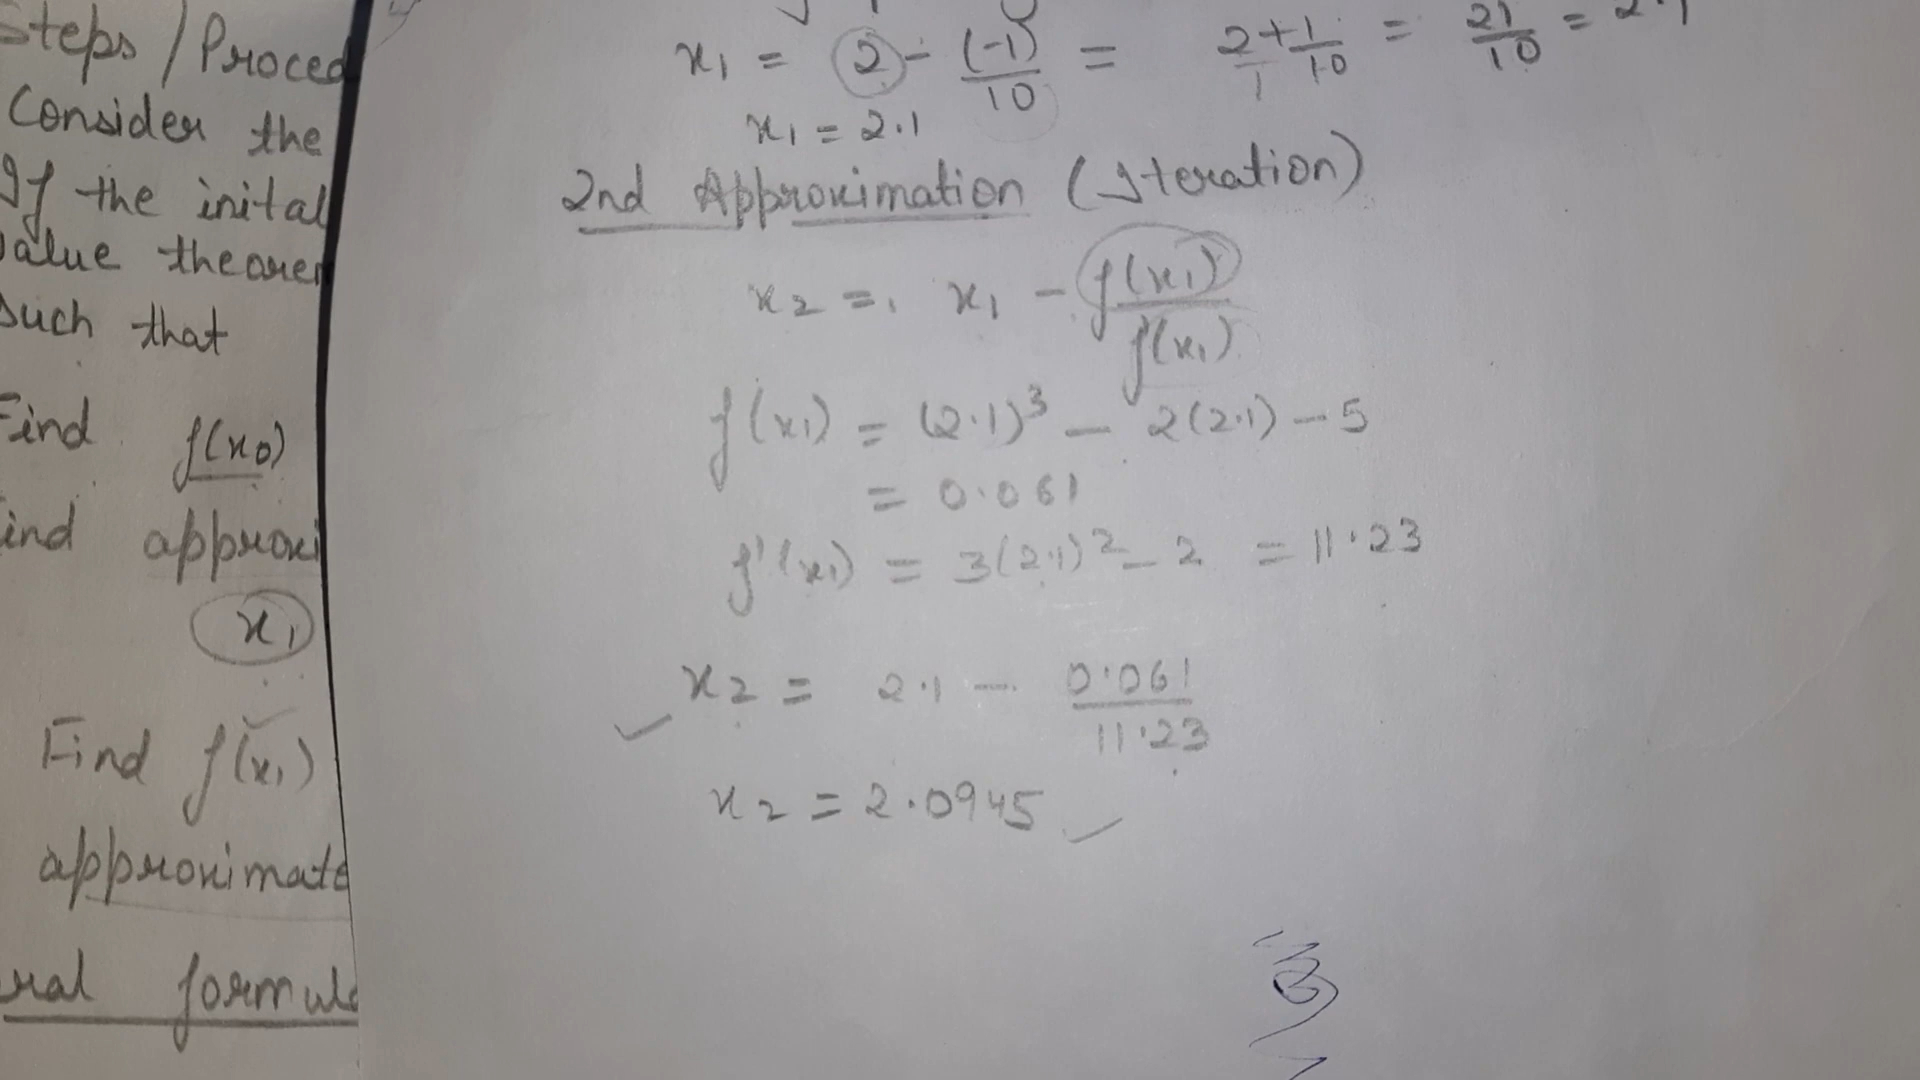 Steps / Proced
Consider the
If the inital
value theorem
such that
Find f(x0)
ind approxi
x1
Find f(x1)
approximate
ral formula
x1 = 2 - (-1)/10 = 2/1 + 1/10 = 21/10 = 2.1
x1 = 2.1
2nd Approximation (Iteration)
x2 = x1 - f(x1)/f'(x1)
f(x1) = (2.1)³ - 2(2.1) - 5
= 0.061
f'(x1) = 3(2.1)² - 2 = 11.23
x2 = 2.1 - 0.061/11.23
x2 = 2.0945